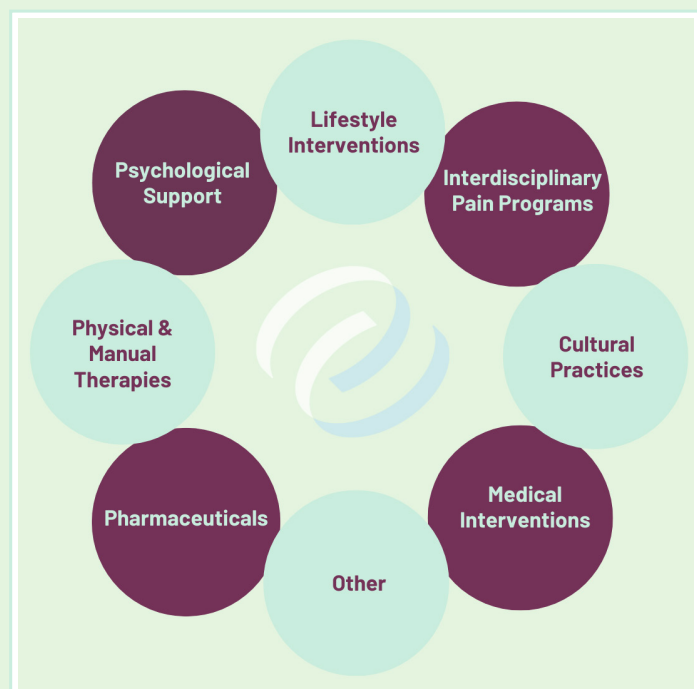 Lifestyle
Interventions
Psychological
Support
Interdisciplinary
Pain Programs
Physical &
Manual
Therapies
Cultural
Practices
Pharmaceuticals
Medical
Interventions
Other